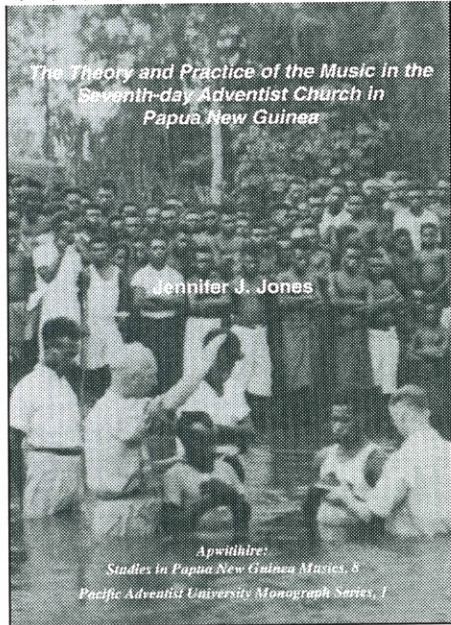 The Theory and Practice of the Music in the
Seventh-day Adventist Church in
Papua New Guinea
Jennifer J. Jones
Apwitihire:
Studies in Papua New Guinea Musics, 8
Pacific Adventist University Monograph Series, 1